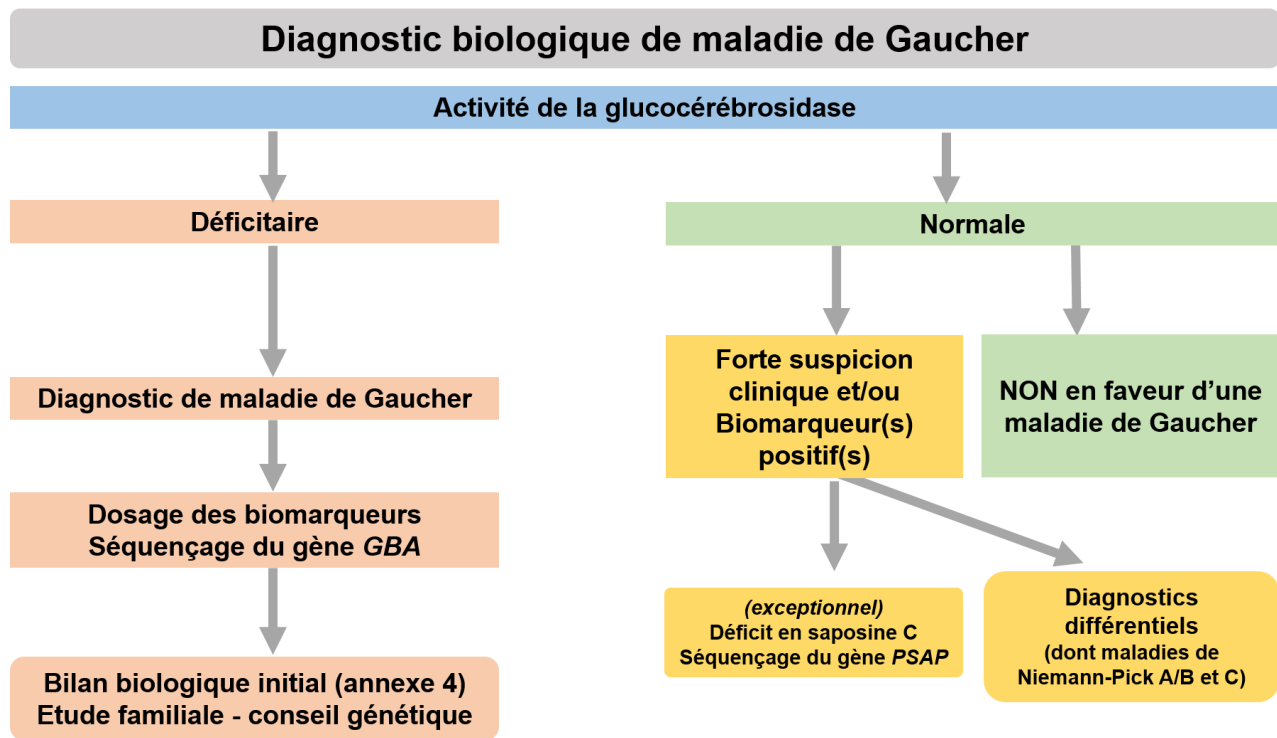 Diagnostic biologique de maladie de Gaucher
Activité de la glucocérébrosidase
Déficitaire
Normale
Diagnostic de maladie de Gaucher
Forte suspicion
clinique et/ou
Biomarqueur(s)
positif(s)
NON en faveur d’une
maladie de Gaucher
Dosage des biomarqueurs
Séquençage du gène GBA
(exceptionnel)
Déficit en saposine C
Séquençage du gène PSAP
Diagnostics
différentiels
(dont maladies de
Niemann-Pick A/B et C)
Bilan biologique initial (annexe 4)
Etude familiale - conseil génétique